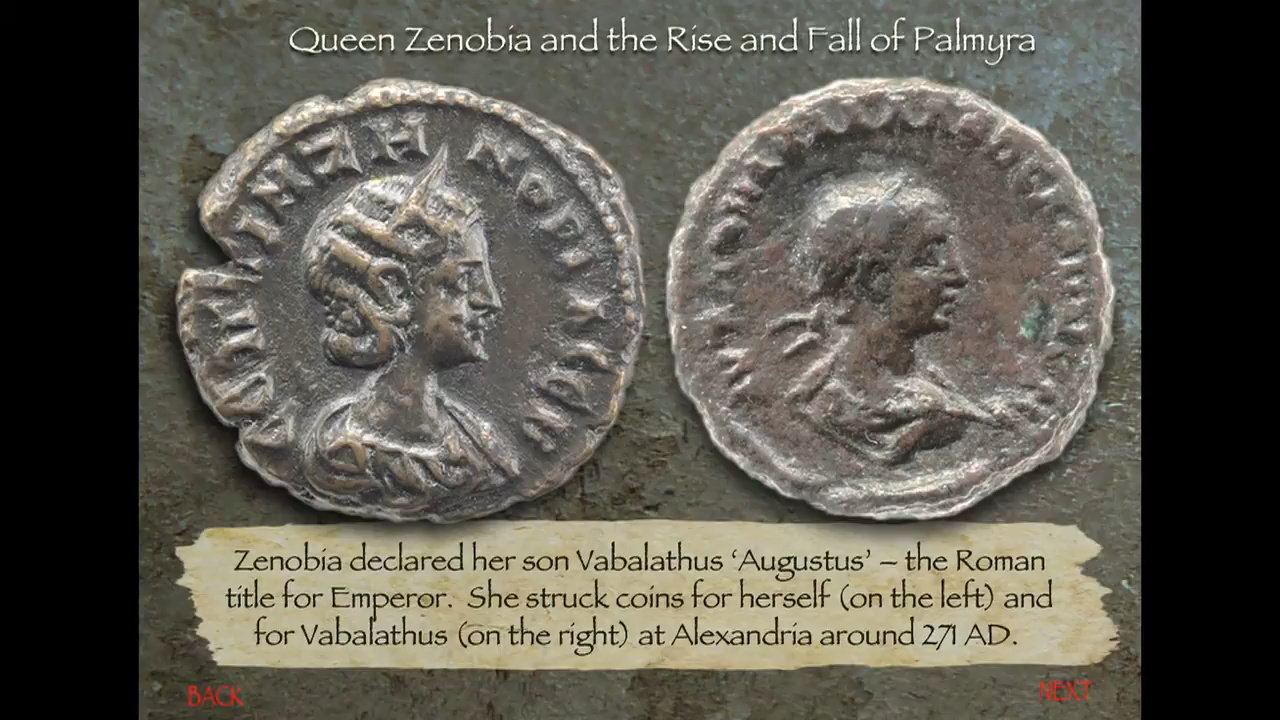 Queen Zenobia and the Rise and Fall of Palmyra
ΖΗΝΟΒΙΑ
Zenobia declared her son Vabalathus ‘Augustus’ – the Roman
title for Emperor. She struck coins for herself (on the left) and
for Vabalathus (on the right) at Alexandria around 271 AD.
BACK
NEXT